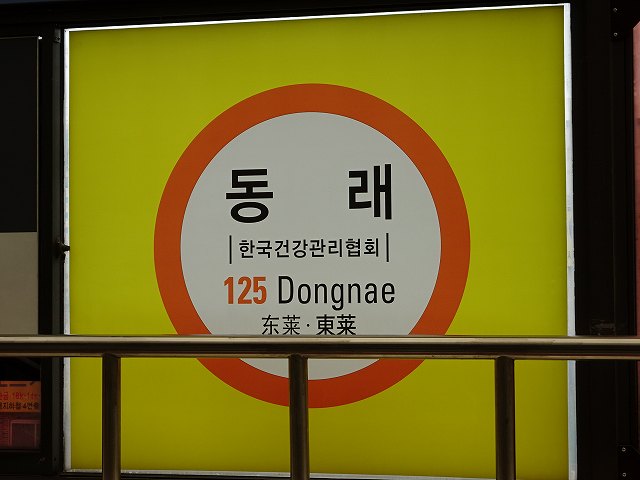 동 래
|한국건강관리협회|
125 Dongnae
东莱·東萊